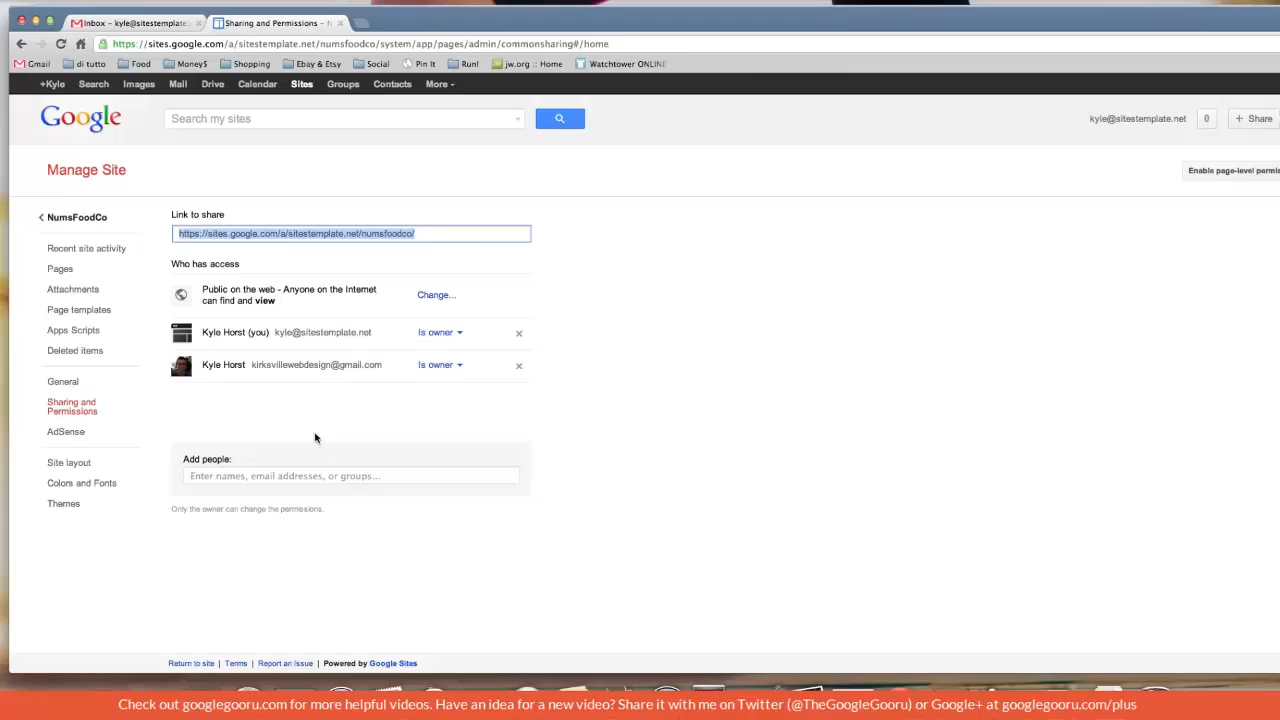 Inbox - kyle@sitestemplate.
Sharing and Permissions - N
https://sites.google.com/a/sitestemplate.net/numsfoodco/system/app/pages/admin/commonsharing#/home
Gmail di tutto Food Money$ Shopping Ebay & Etsy Social Pin It Run! jw.org :: Home Watchtower ONLINE
+Kyle Search Images Mail Drive Calendar Sites Groups Contacts More
Google
Search my sites
kyle@sitestemplate.net 0 + Share
Manage Site
Enable page-level permis
NumsFoodCo
Recent site activity
Pages
Attachments
Page templates
Apps Scripts
Deleted items
General
Sharing and
Permissions
AdSense
Site layout
Colors and Fonts
Themes
Link to share
https://sites.google.com/a/sitestemplate.net/numsfoodco/
Who has access
Public on the web - Anyone on the Internet
can find and view
Change...
Kyle Horst (you) kyle@sitestemplate.net Is owner
Kyle Horst kirksvillewebdesign@gmail.com Is owner
Add people:
Enter names, email addresses, or groups...
Only the owner can change the permissions.
Return to site | Terms | Report an Issue | Powered by Google Sites
Check out googlegooru.com for more helpful videos. Have an idea for a new video? Share it with me on Twitter (@TheGoogleGooru) or Google+ at googlegooru.com/plus